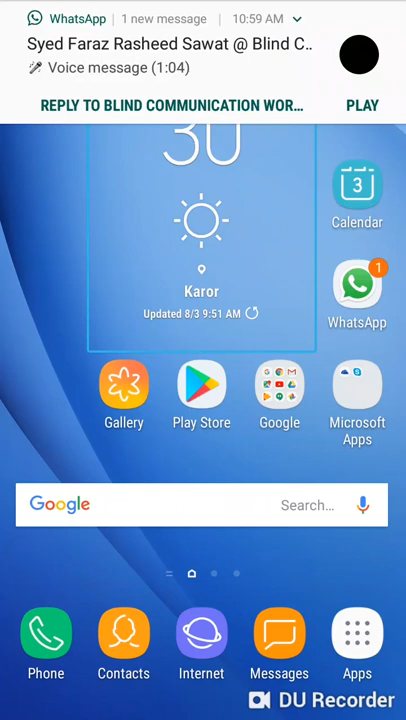 WhatsApp | 1 new message | 10:59 AM
Syed Faraz Rasheed Sawat @ Blind C..
Voice message (1:04)
REPLY TO BLIND COMMUNICATION WOR... PLAY
30
3
Calendar
1
WhatsApp
Karor
Updated 8/3 9:51 AM
Gallery Play Store Google Microsoft
Apps
Google Search...
Phone Contacts Internet Messages Apps
DU Recorder